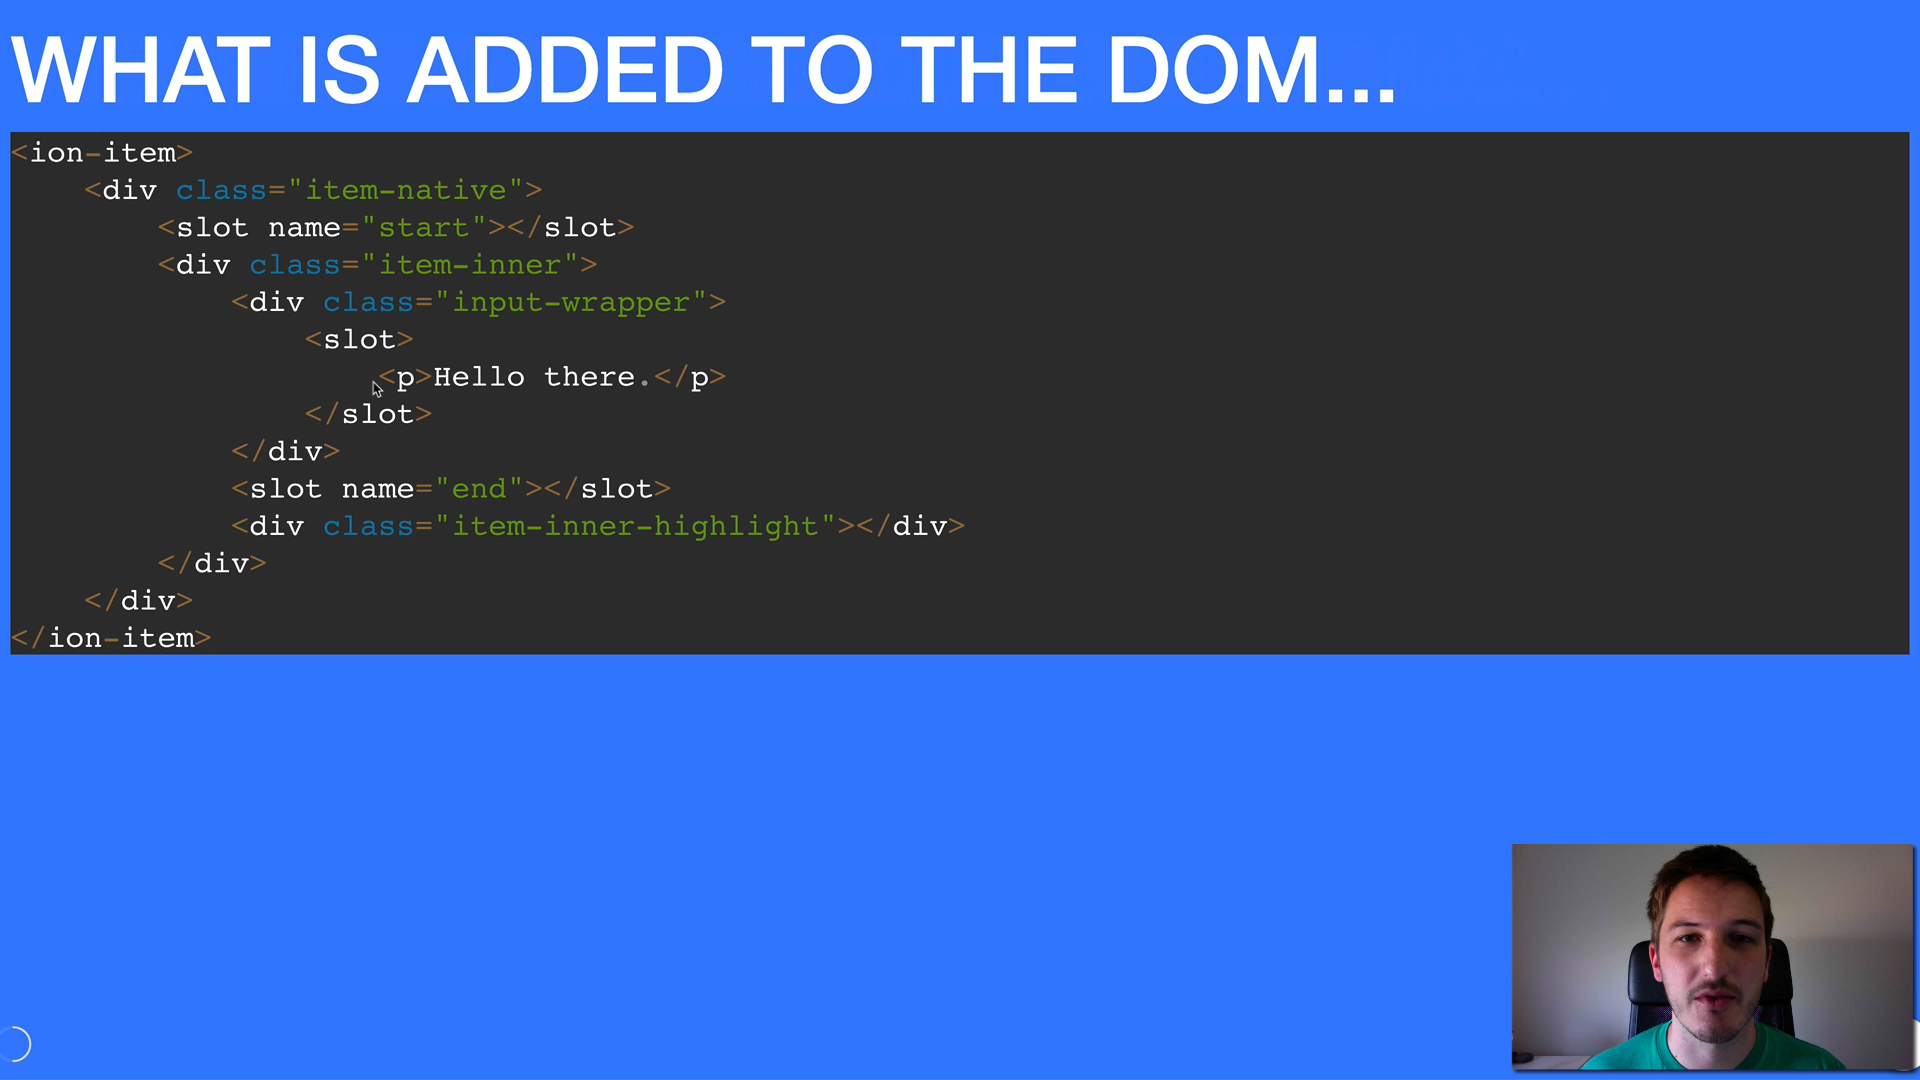 WHAT IS ADDED TO THE DOM...
<ion-item>
    <div class="item-native">
        <slot name="start"></slot>
        <div class="item-inner">
            <div class="input-wrapper">
                <slot>
                    <p>Hello there.</p>
                </slot>
            </div>
            <slot name="end"></slot>
            <div class="item-inner-highlight"></div>
        </div>
    </div>
</ion-item>